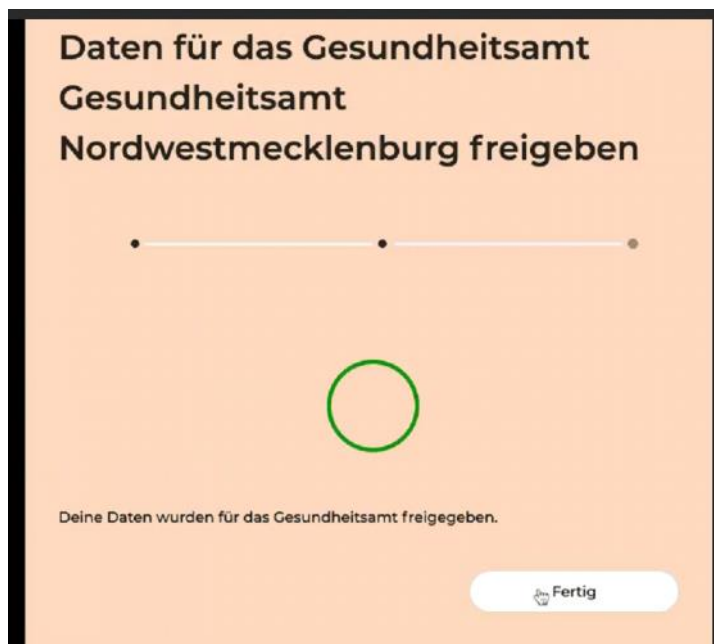 Daten für das Gesundheitsamt
Gesundheitsamt
Nordwestmecklenburg freigeben
Deine Daten wurden für das Gesundheitsamt freigegeben.
Fertig